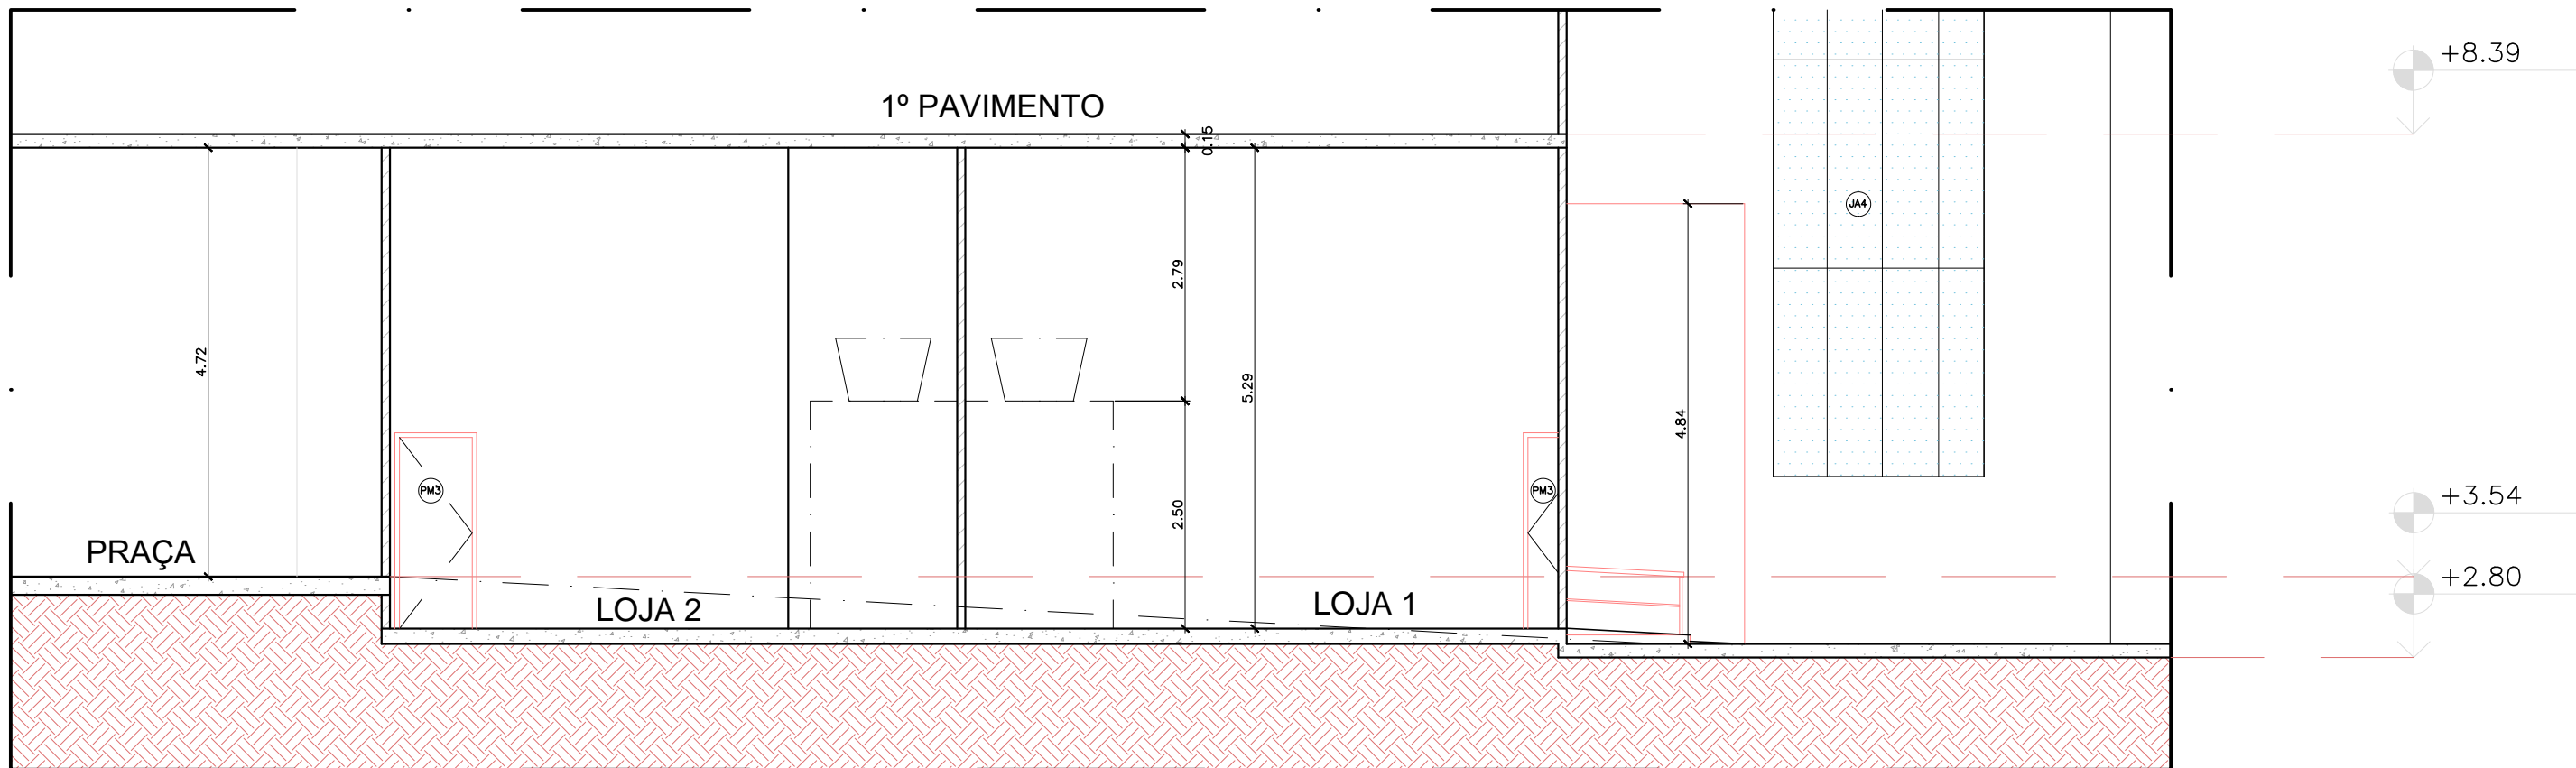 +8.39
1º PAVIMENTO
0.15
JA4
2.79
4.72
5.29
4.84
PM3
PM3
+3.54
2.50
PRAÇA
+2.80
LOJA 2
LOJA 1